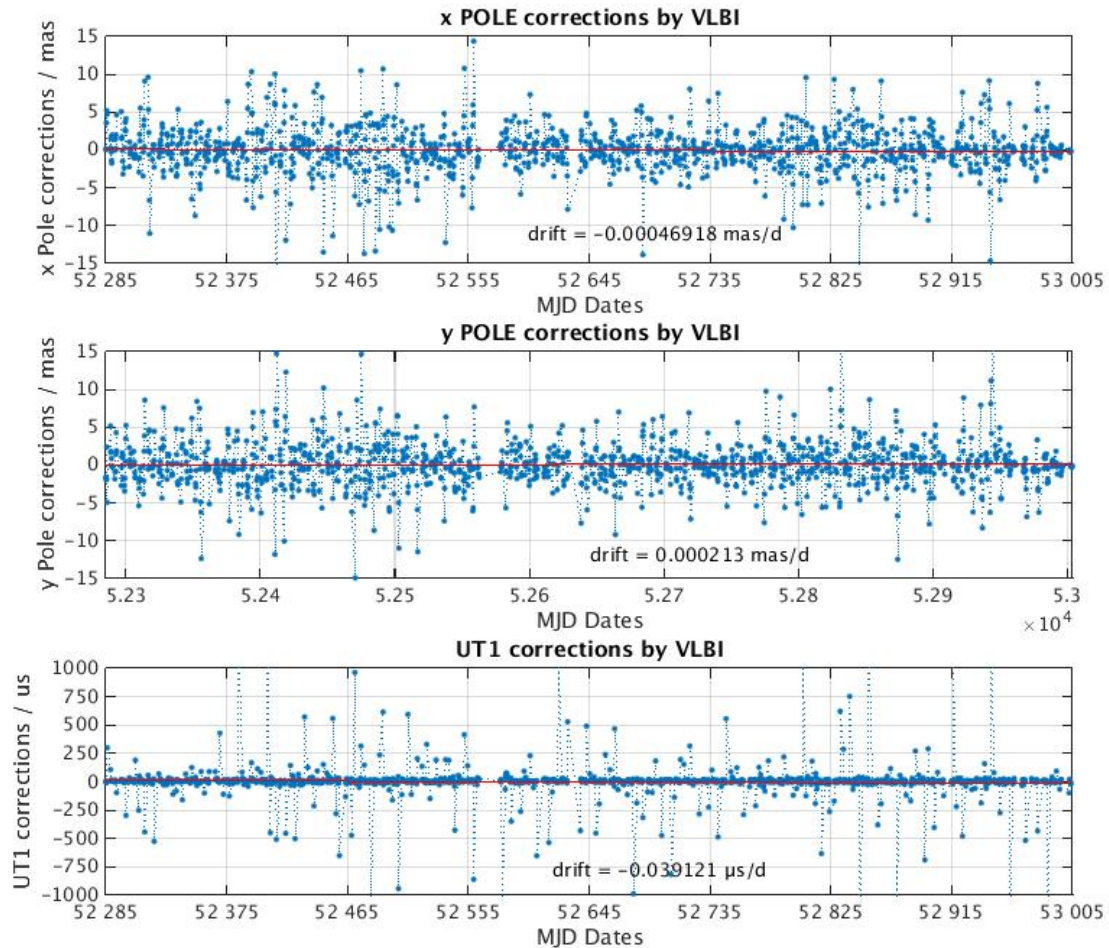 x POLE corrections by VLBI
x Pole corrections / mas
15
10
5
0
−5
−10
−15
drift = −0.00046918 mas/d
52 285 52 375 52 465 52 555 52 645 52 735 52 825 52 915 53 005
MJD Dates
y POLE corrections by VLBI
y Pole corrections / mas
15
10
5
0
−5
−10
−15
drift = 0.000213 mas/d
5.23 5.24 5.25 5.26 5.27 5.28 5.29 5.3
MJD Dates
×10⁴
UT1 corrections by VLBI
UT1 corrections / us
1000
750
500
250
0
−250
−500
−750
−1000
drift = −0.039121 μs/d
52 285 52 375 52 465 52 555 52 645 52 735 52 825 52 915 53 005
MJD Dates